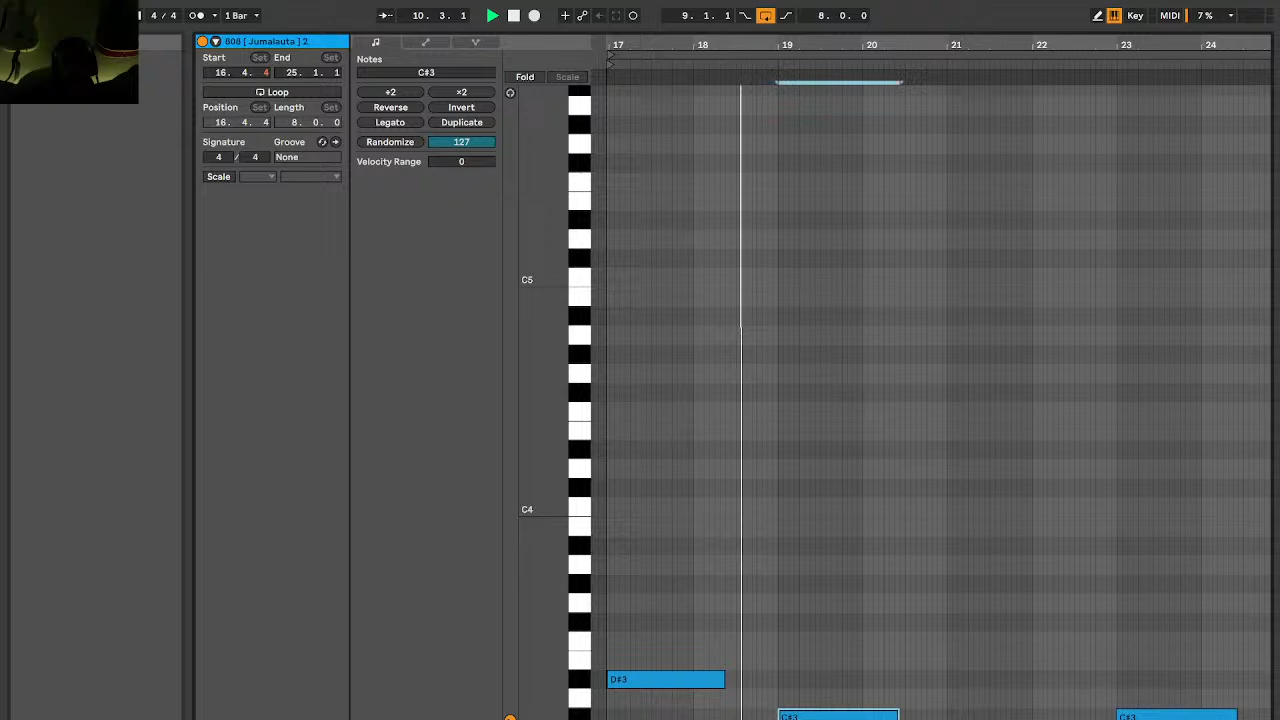 4 / 4 1 Bar 10. 3. 1 9. 1. 1 8. 0. 0 Key MIDI 7 %
808 [ Jumalauta ] 2
17 18 19 20 21 22 23 24
Start Set End Set
Notes
16. 4. 4 25. 1. 1
C#3
Fold Scale
Loop
÷2 ×2
Position Set Length Set
Reverse Invert
16. 4. 4 8. 0. 0
Legato Duplicate
Signature Groove
Randomize 127
4 / 4 None
Velocity Range 0
Scale
C5
C4
D#3
C#3 C#3